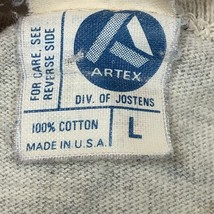 FOR CARE, SEE
REVERSE SIDE
ARTEX
DIV. OF JOSTENS
100% COTTON
MADE IN U.S.A.
L